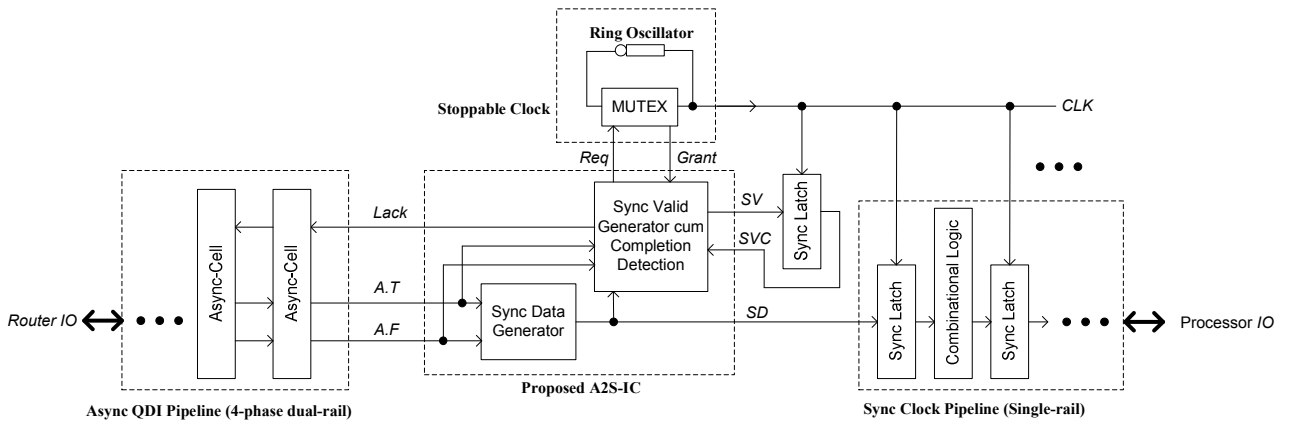 Ring Oscillator
MUTEX
Stoppable Clock
CLK
Req
Grant
Lack
Sync Valid
Generator cum
Completion
Detection
SV
SVC
Sync Latch
Async-Cell
Async-Cell
A.T
A.F
Sync Data
Generator
SD
Sync Latch
Combinational Logic
Sync Latch
Router IO
Processor IO
Proposed A2S-IC
Async QDI Pipeline (4-phase dual-rail)
Sync Clock Pipeline (Single-rail)